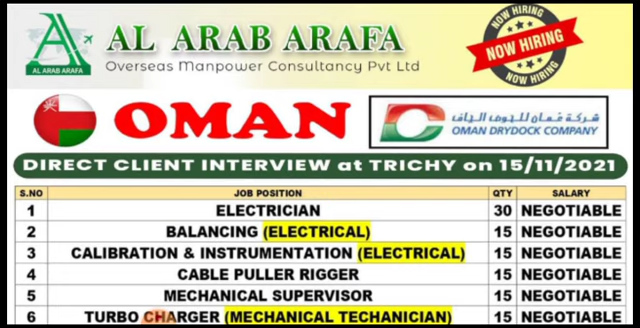 AL ARAB ARAFA
AL ARAB ARAFA
Overseas Manpower Consultancy Pvt Ltd
NOW HIRING
NOW HIRING
NOW HIRING
OMAN
شركة عُمان للحوض الجاف
OMAN DRYDOCK COMPANY
DIRECT CLIENT INTERVIEW at TRICHY on 15/11/2021
S.NO JOB POSITION QTY SALARY
1 ELECTRICIAN 30 NEGOTIABLE
2 BALANCING (ELECTRICAL) 15 NEGOTIABLE
3 CALIBRATION & INSTRUMENTATION (ELECTRICAL) 15 NEGOTIABLE
4 CABLE PULLER RIGGER 15 NEGOTIABLE
5 MECHANICAL SUPERVISOR 15 NEGOTIABLE
6 TURBO CHARGER (MECHANICAL TECHANICIAN) 15 NEGOTIABLE